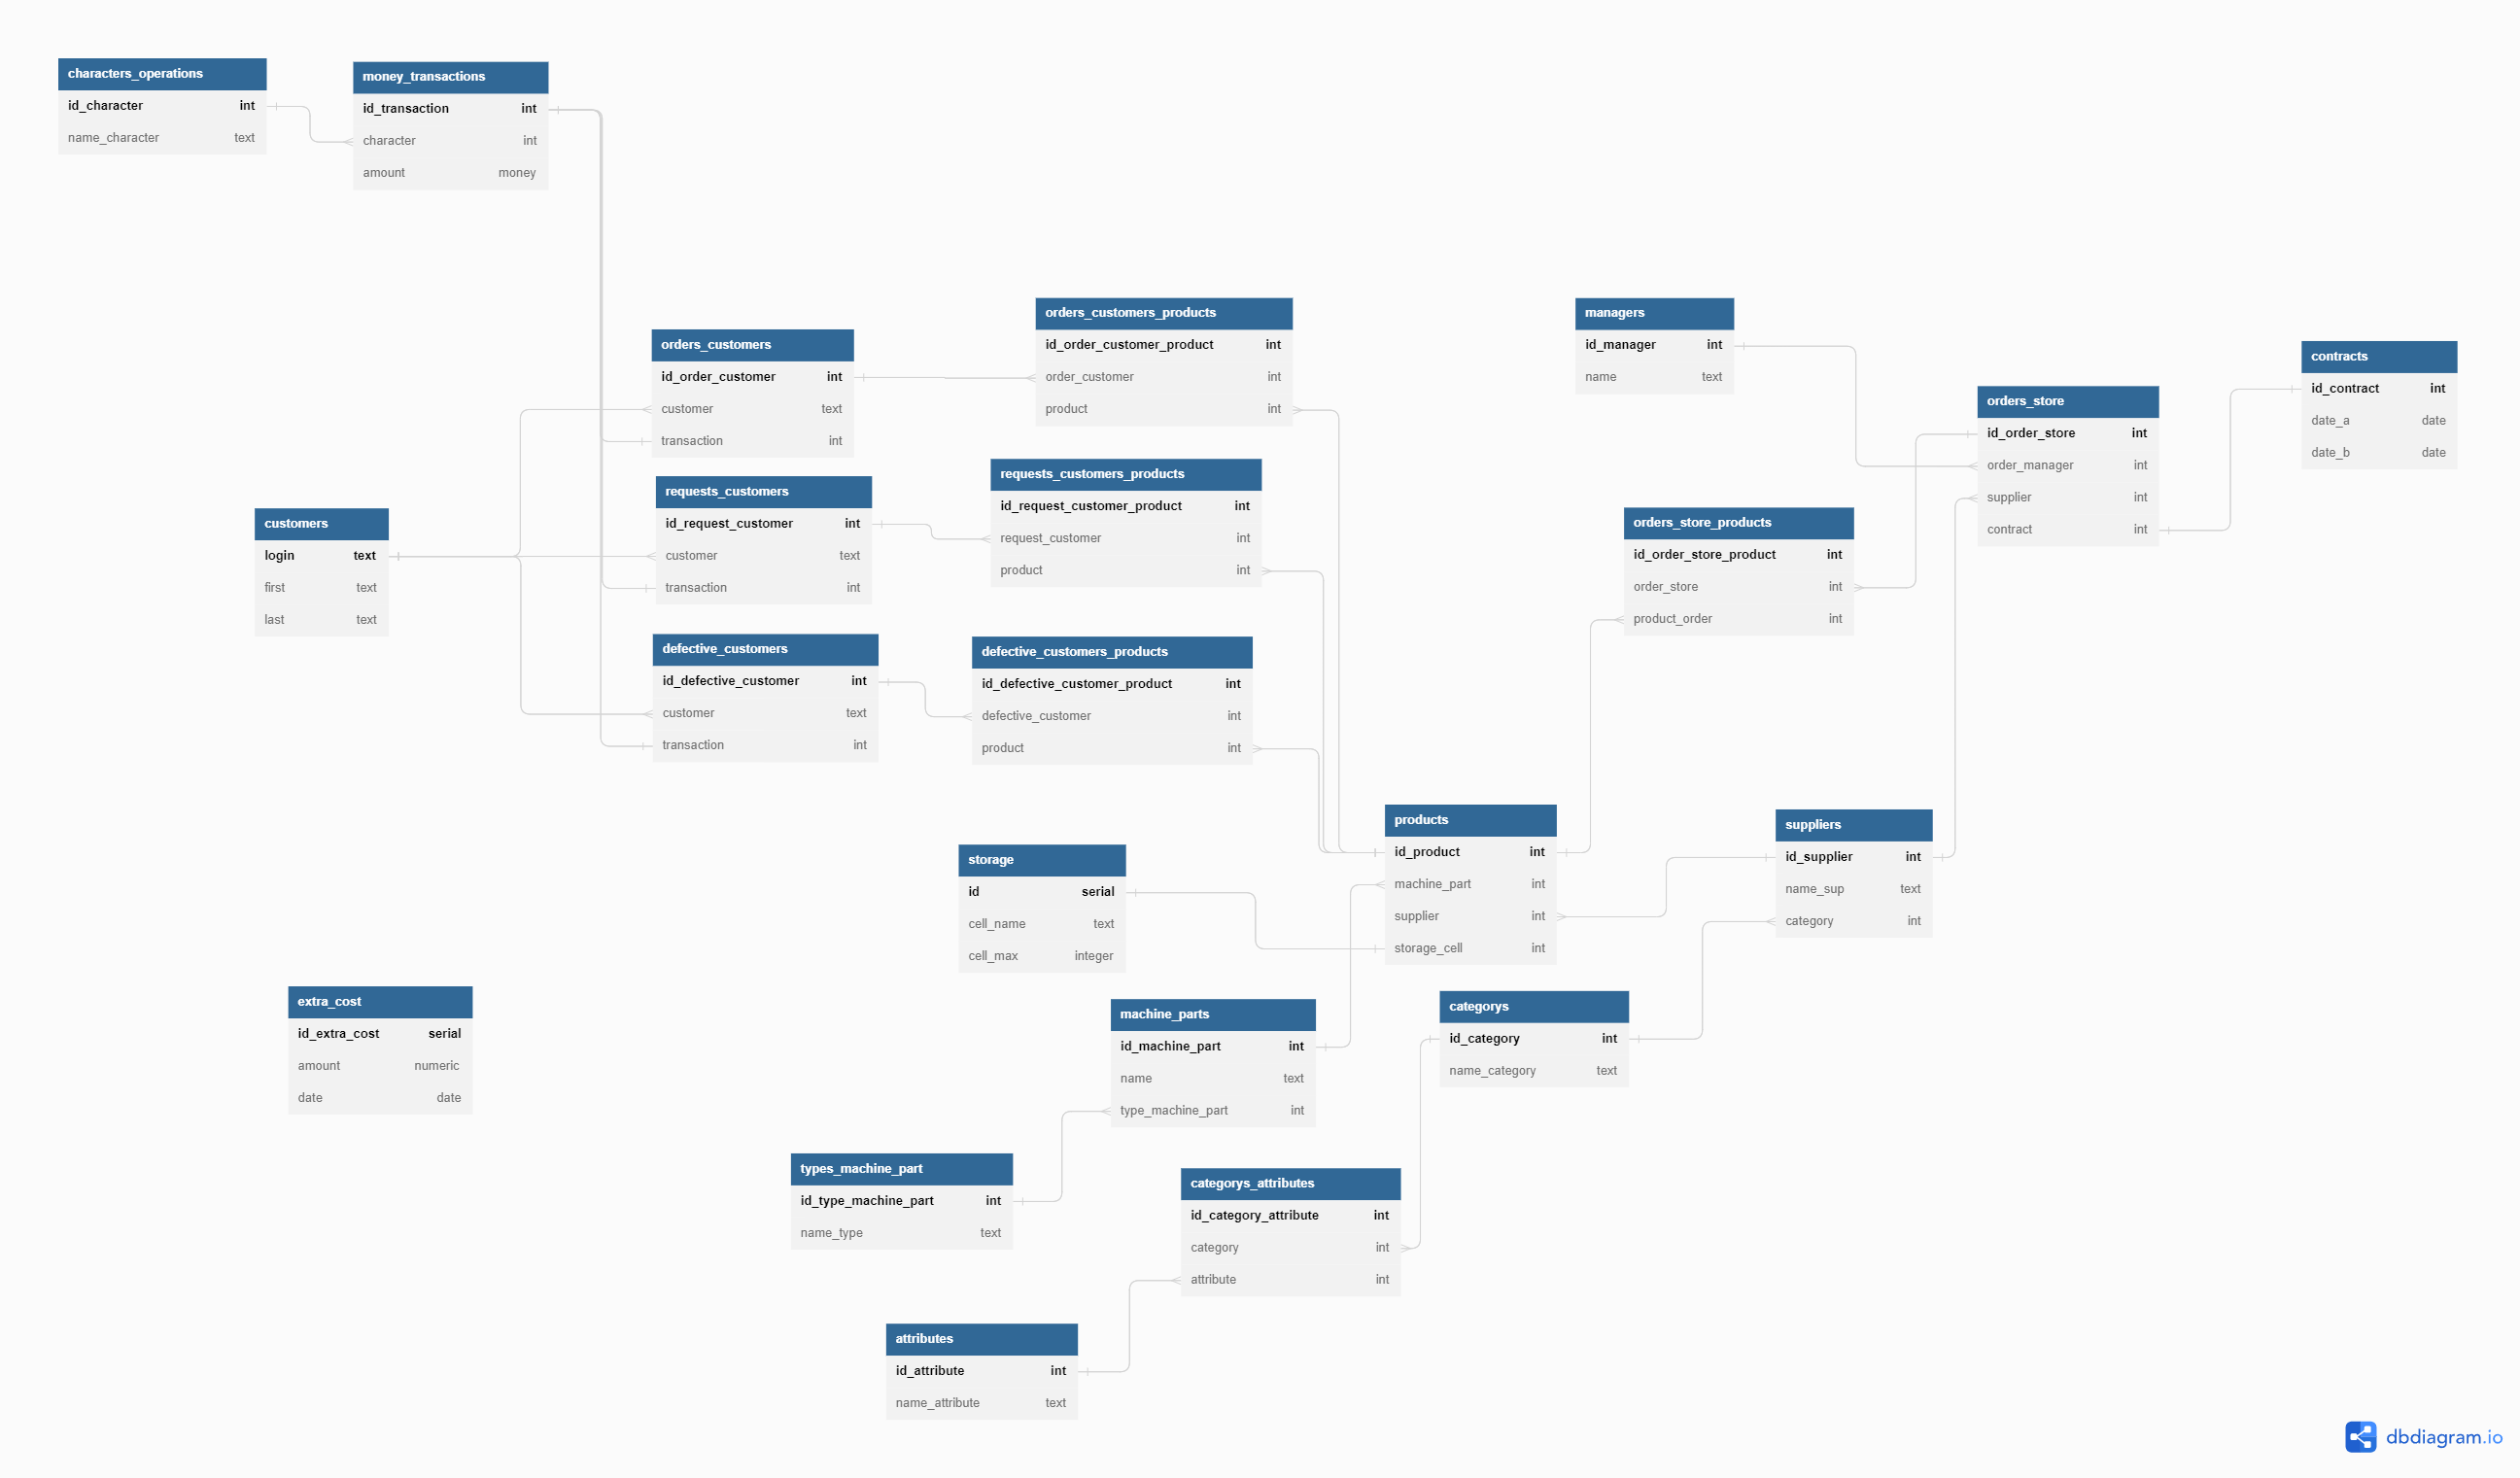 characters_operations
id_character int
name_character text
money_transactions
id_transaction int
character int
amount money
orders_customers
id_order_customer int
customer text
transaction int
orders_customers_products
id_order_customer_product int
order_customer int
product int
managers
id_manager int
name text
contracts
id_contract int
date_a date
date_b date
orders_store
id_order_store int
order_manager int
supplier int
contract int
requests_customers
id_request_customer int
customer text
transaction int
requests_customers_products
id_request_customer_product int
request_customer int
product int
customers
login text
first text
last text
orders_store_products
id_order_store_product int
order_store int
product_order int
defective_customers
id_defective_customer int
customer text
transaction int
defective_customers_products
id_defective_customer_product int
defective_customer int
product int
products
id_product int
machine_part int
supplier int
storage_cell int
suppliers
id_supplier int
name_sup text
category int
storage
id serial
cell_name text
cell_max integer
extra_cost
id_extra_cost serial
amount numeric
date date
machine_parts
id_machine_part int
name text
type_machine_part int
categorys
id_category int
name_category text
types_machine_part
id_type_machine_part int
name_type text
categorys_attributes
id_category_attribute int
category int
attribute int
attributes
id_attribute int
name_attribute text
dbdiagram.io